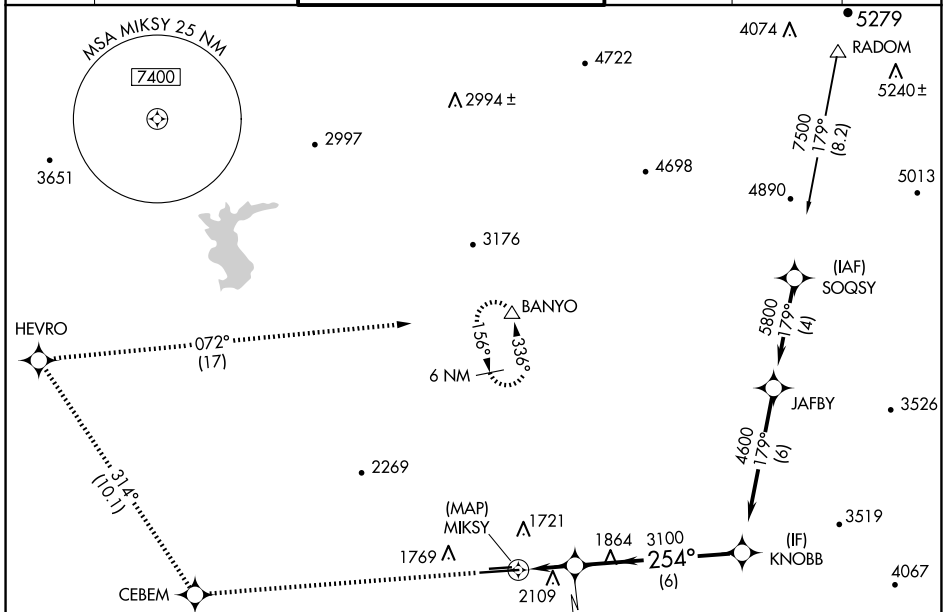 MSA MIKSY 25 NM
7400
4074
5279
RADOM
5240±
4722
2994±
2997
3651
7500
179°
(8.2)
4698
4890
5013
3176
(IAF)
SOQSY
BANYO
5800
179°
(4)
HEVRO
072°
(17)
156°
336°
6 NM
JAFBY
3526
4600
179°
(6)
2269
314°
(10.1)
(MAP)
MIKSY
1721
3519
1769
1864
3100
254°
(6)
(IF)
KNOBB
2109
4067
CEBEM